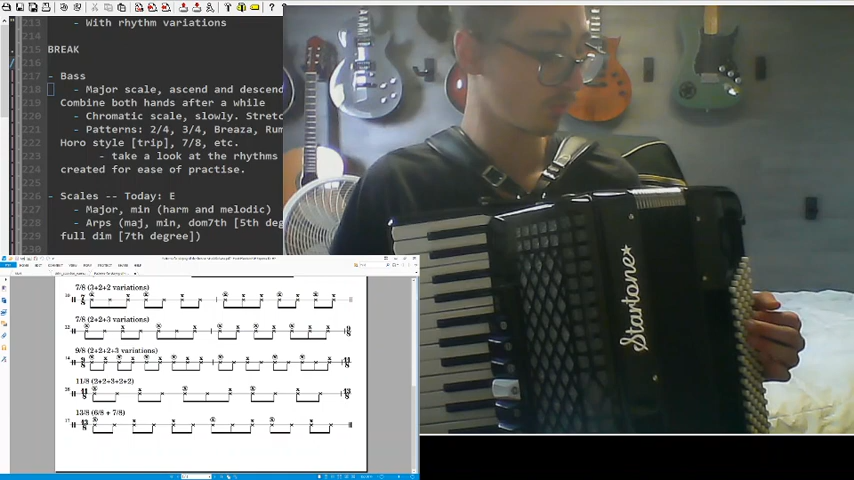 213 - With rhythm variations
214
215 BREAK
216
217 - Bass
218 - Major scale, ascend and descend
219 Combine both hands after a while
220 - Chromatic scale, slowly. Stretc
221 - Patterns: 2/4, 3/4, Breaza, Rum
222 Horo style [trip], 7/8, etc.
223 - take a look at the rhythms
224 created for ease of practise.
225
226 - Scales -- Today: E
227 - Major, min (harm and melodic)
228 - Arps (maj, min, dom7th [5th deg
229 full dim [7th degree])
230
7/8 (3+2+2 variations)
7/8 (2+2+3 variations)
9/8 (2+2+2+3 variations)
11/8 (2+2+3+2+2)
13/8 (6/8 + 7/8)
Startone